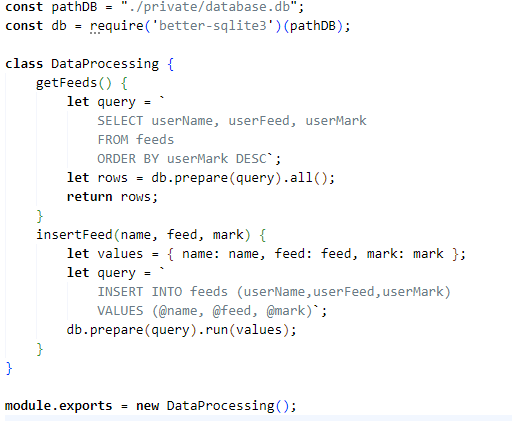 const pathDB = "./private/database.db";
const db = require('better-sqlite3')(pathDB);
class DataProcessing {
getFeeds() {
let query = `
SELECT userName, userFeed, userMark
FROM feeds
ORDER BY userMark DESC`;
let rows = db.prepare(query).all();
return rows;
}
insertFeed(name, feed, mark) {
let values = { name: name, feed: feed, mark: mark };
let query = `
INSERT INTO feeds (userName,userFeed,userMark)
VALUES (@name, @feed, @mark)`;
db.prepare(query).run(values);
}
}
module.exports = new DataProcessing();